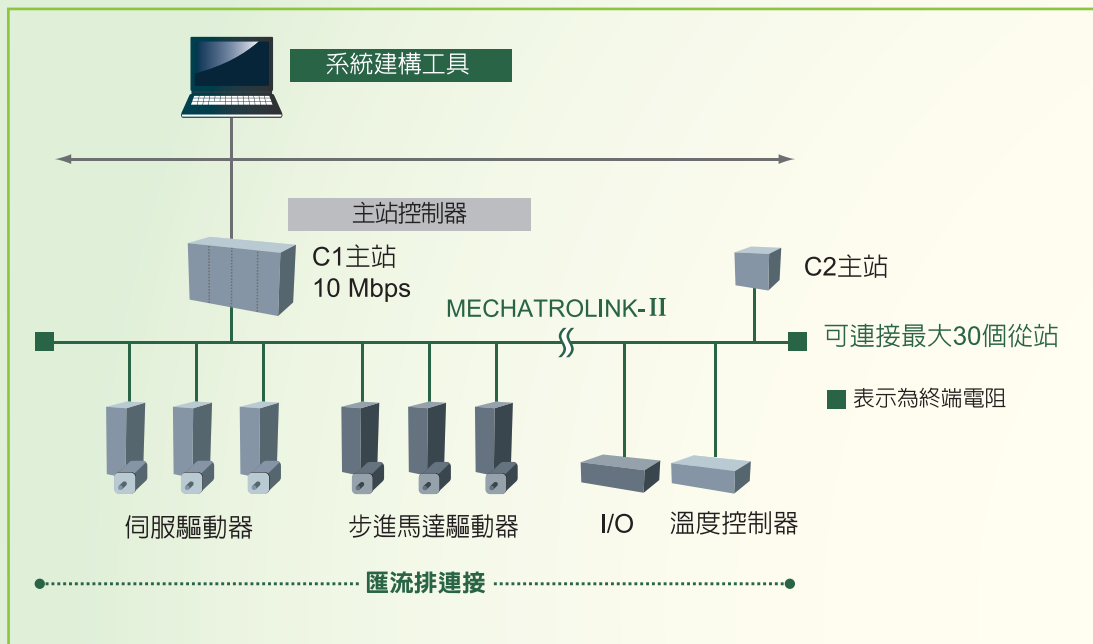 系統建構工具
主站控制器
C1主站
10 Mbps
C2主站
MECHATROLINK-II
可連接最大30個從站
表示為終端電阻
伺服驅動器
步進馬達驅動器
I/O
溫度控制器
匯流排連接